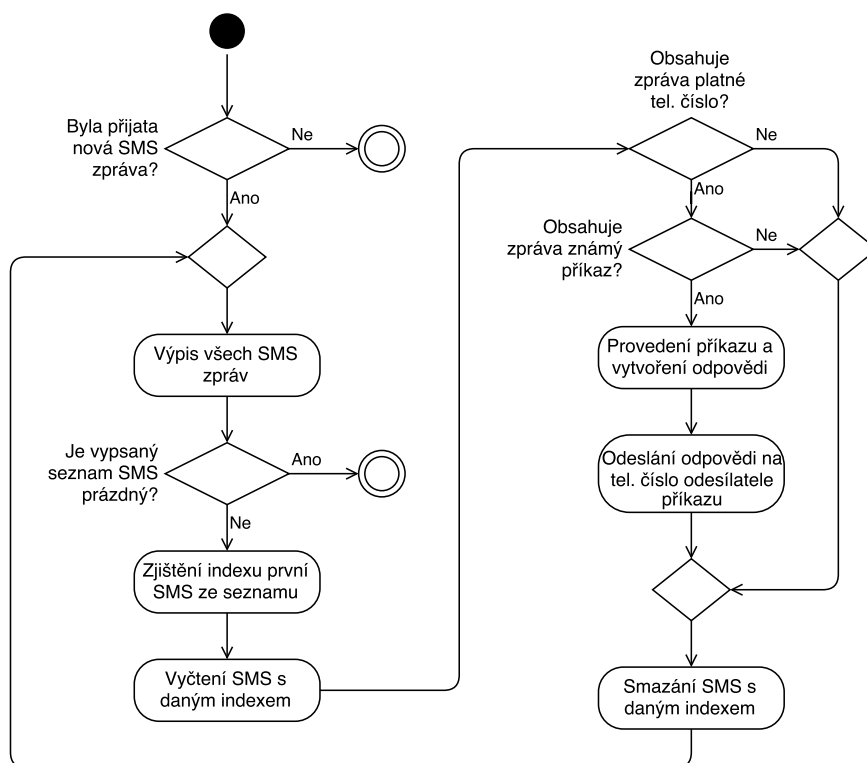 Byla přijata
nová SMS
zpráva?
Ne
Ano
Výpis všech SMS
zpráv
Je vypsaný
seznam SMS
prázdný?
Ano
Ne
Zjištění indexu první
SMS ze seznamu
Vyčtení SMS s
daným indexem
Obsahuje
zpráva platné
tel. číslo?
Ne
Ano
Obsahuje
zpráva známý
příkaz?
Ne
Ano
Provedení příkazu a
vytvoření odpovědi
Odeslání odpovědi na
tel. číslo odesílatele
příkazu
Smazání SMS s
daným indexem